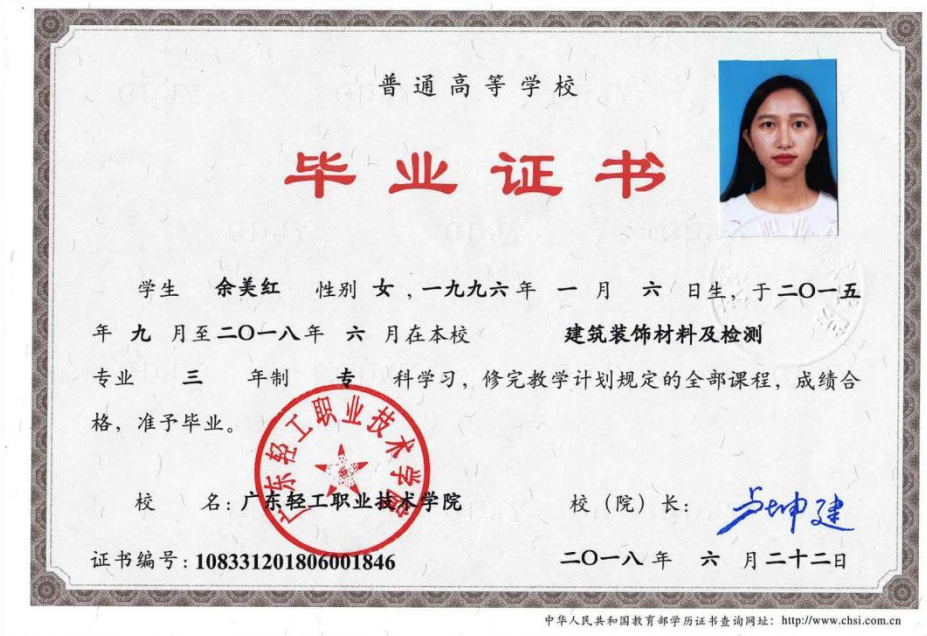 普通高等学校
毕业证书
学生 余美红 性别 女，一九九六年 一 月 六 日生，于二〇一五
年 九 月至二〇一八年 六 月在本校 建筑装饰材料及检测
专业 三 年制 专 科学习，修完教学计划规定的全部课程，成绩合
格，准予毕业。
广东轻工职业技术学院
校 名：广东轻工职业技术学院 校（院）长：卢坤建
证书编号：108331201806001846 二〇一八 年 六 月二十二日
中华人民共和国教育部学历证书查询网址：http://www.chsi.com.cn